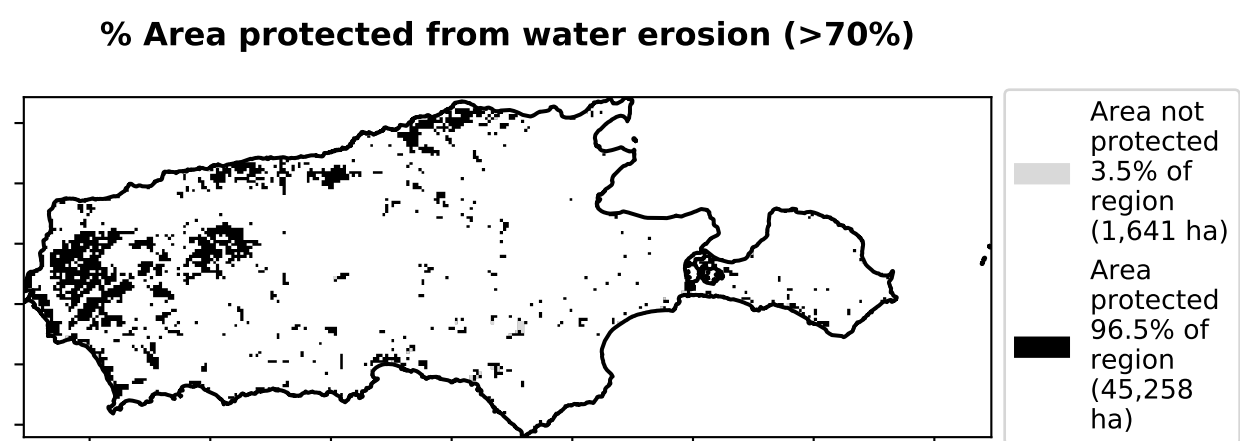 % Area protected from water erosion (>70%)
Area not
protected
3.5% of
region
(1,641 ha)
Area
protected
96.5% of
region
(45,258
ha)